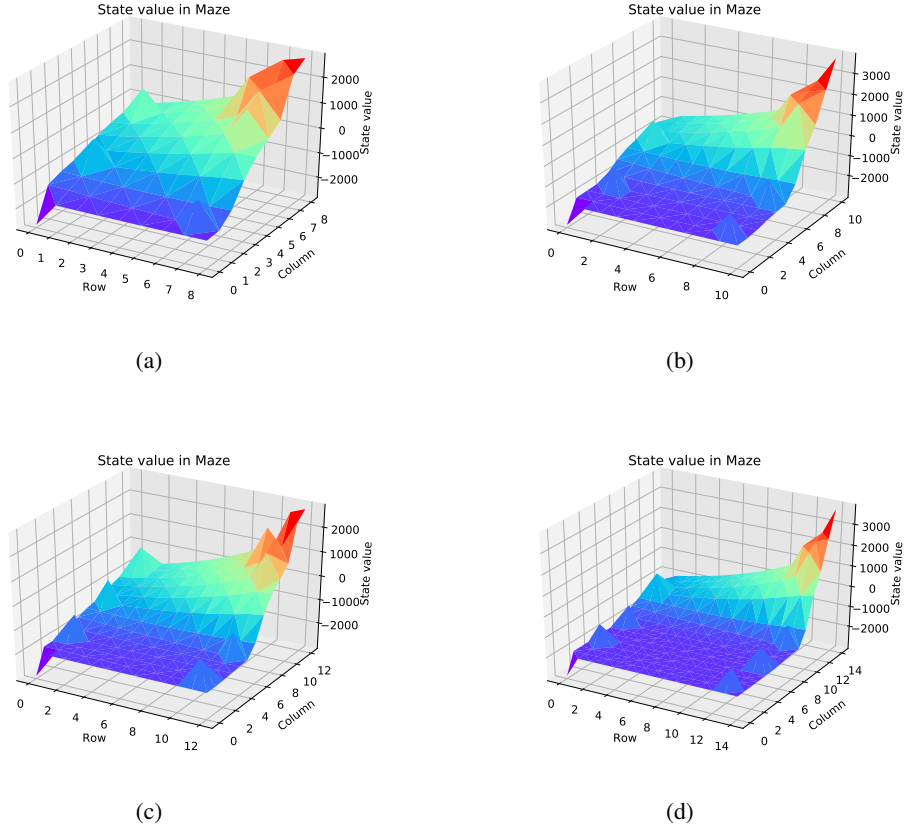 State value in Maze
2000
1000
0
−1000
−2000
State value
0 1 2 3 4 5 6 7 8
Row
0 1 2 3 4 5 6 7 8
Column
(a)
State value in Maze
3000
2000
1000
0
−1000
−2000
State value
0 2 4 6 8 10
Row
0 2 4 6 8 10
Column
(b)
State value in Maze
2000
1000
0
−1000
−2000
State value
0 2 4 6 8 10 12
Row
0 2 4 6 8 10 12
Column
(c)
State value in Maze
3000
2000
1000
0
−1000
−2000
State value
0 2 4 6 8 10 12 14
Row
0 2 4 6 8 10 12 14
Column
(d)